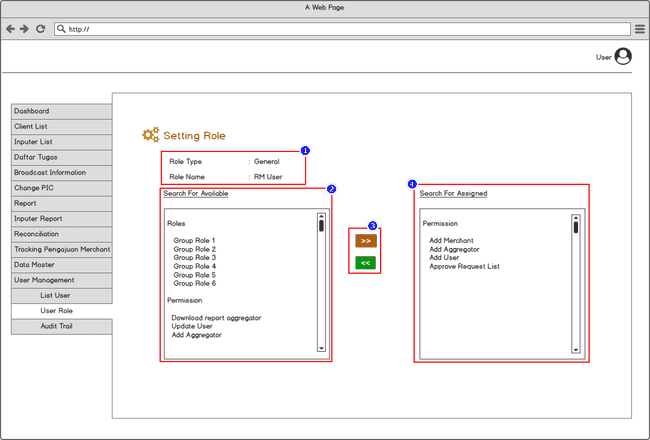 A Web Page
http://
User
Dashboard
Client List
Inputer List
Daftar Tugas
Broadcast Information
Change PIC
Report
Inputer Report
Reconciliation
Tracking Pengajuan Merchant
Data Master
User Management
List User
User Role
Audit Trail
Setting Role
1
Role Type : General
Role Name : RM User
2
Search For Available
Roles
Group Role 1
Group Role 2
Group Role 3
Group Role 4
Group Role 5
Group Role 6
Permission
Download report aggregator
Update User
Add Aggregator
3
>>
<<
4
Search For Assigned
Permission
Add Merchant
Add Aggregator
Add User
Approve Request List